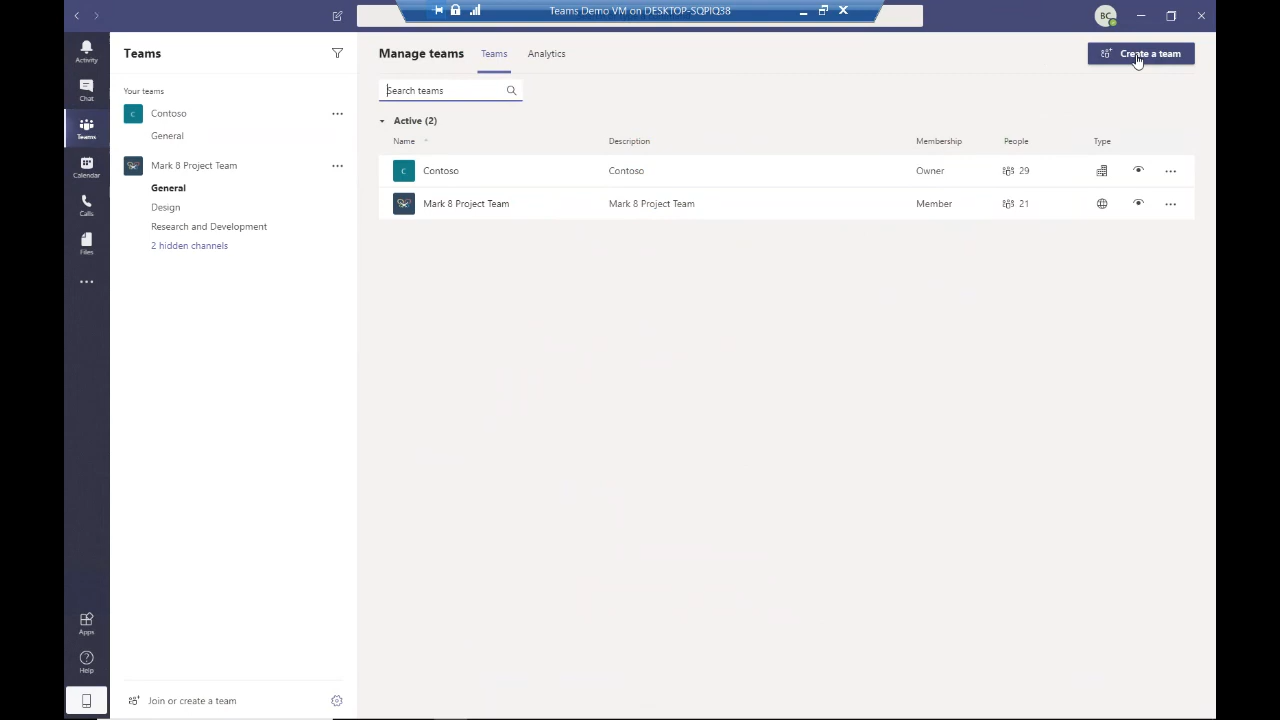 Teams Demo VM on DESKTOP-SQPIQ38
BC
Activity
Chat
Teams
Calendar
Calls
Files
Apps
Help
Teams
Your teams
C
Contoso
General
Mark 8 Project Team
General
Design
Research and Development
2 hidden channels
Join or create a team
Manage teams
Teams
Analytics
Create a team
Search teams
Active (2)
Name
Description
Membership
People
Type
C
Contoso
Contoso
Owner
29
Mark 8 Project Team
Mark 8 Project Team
Member
21